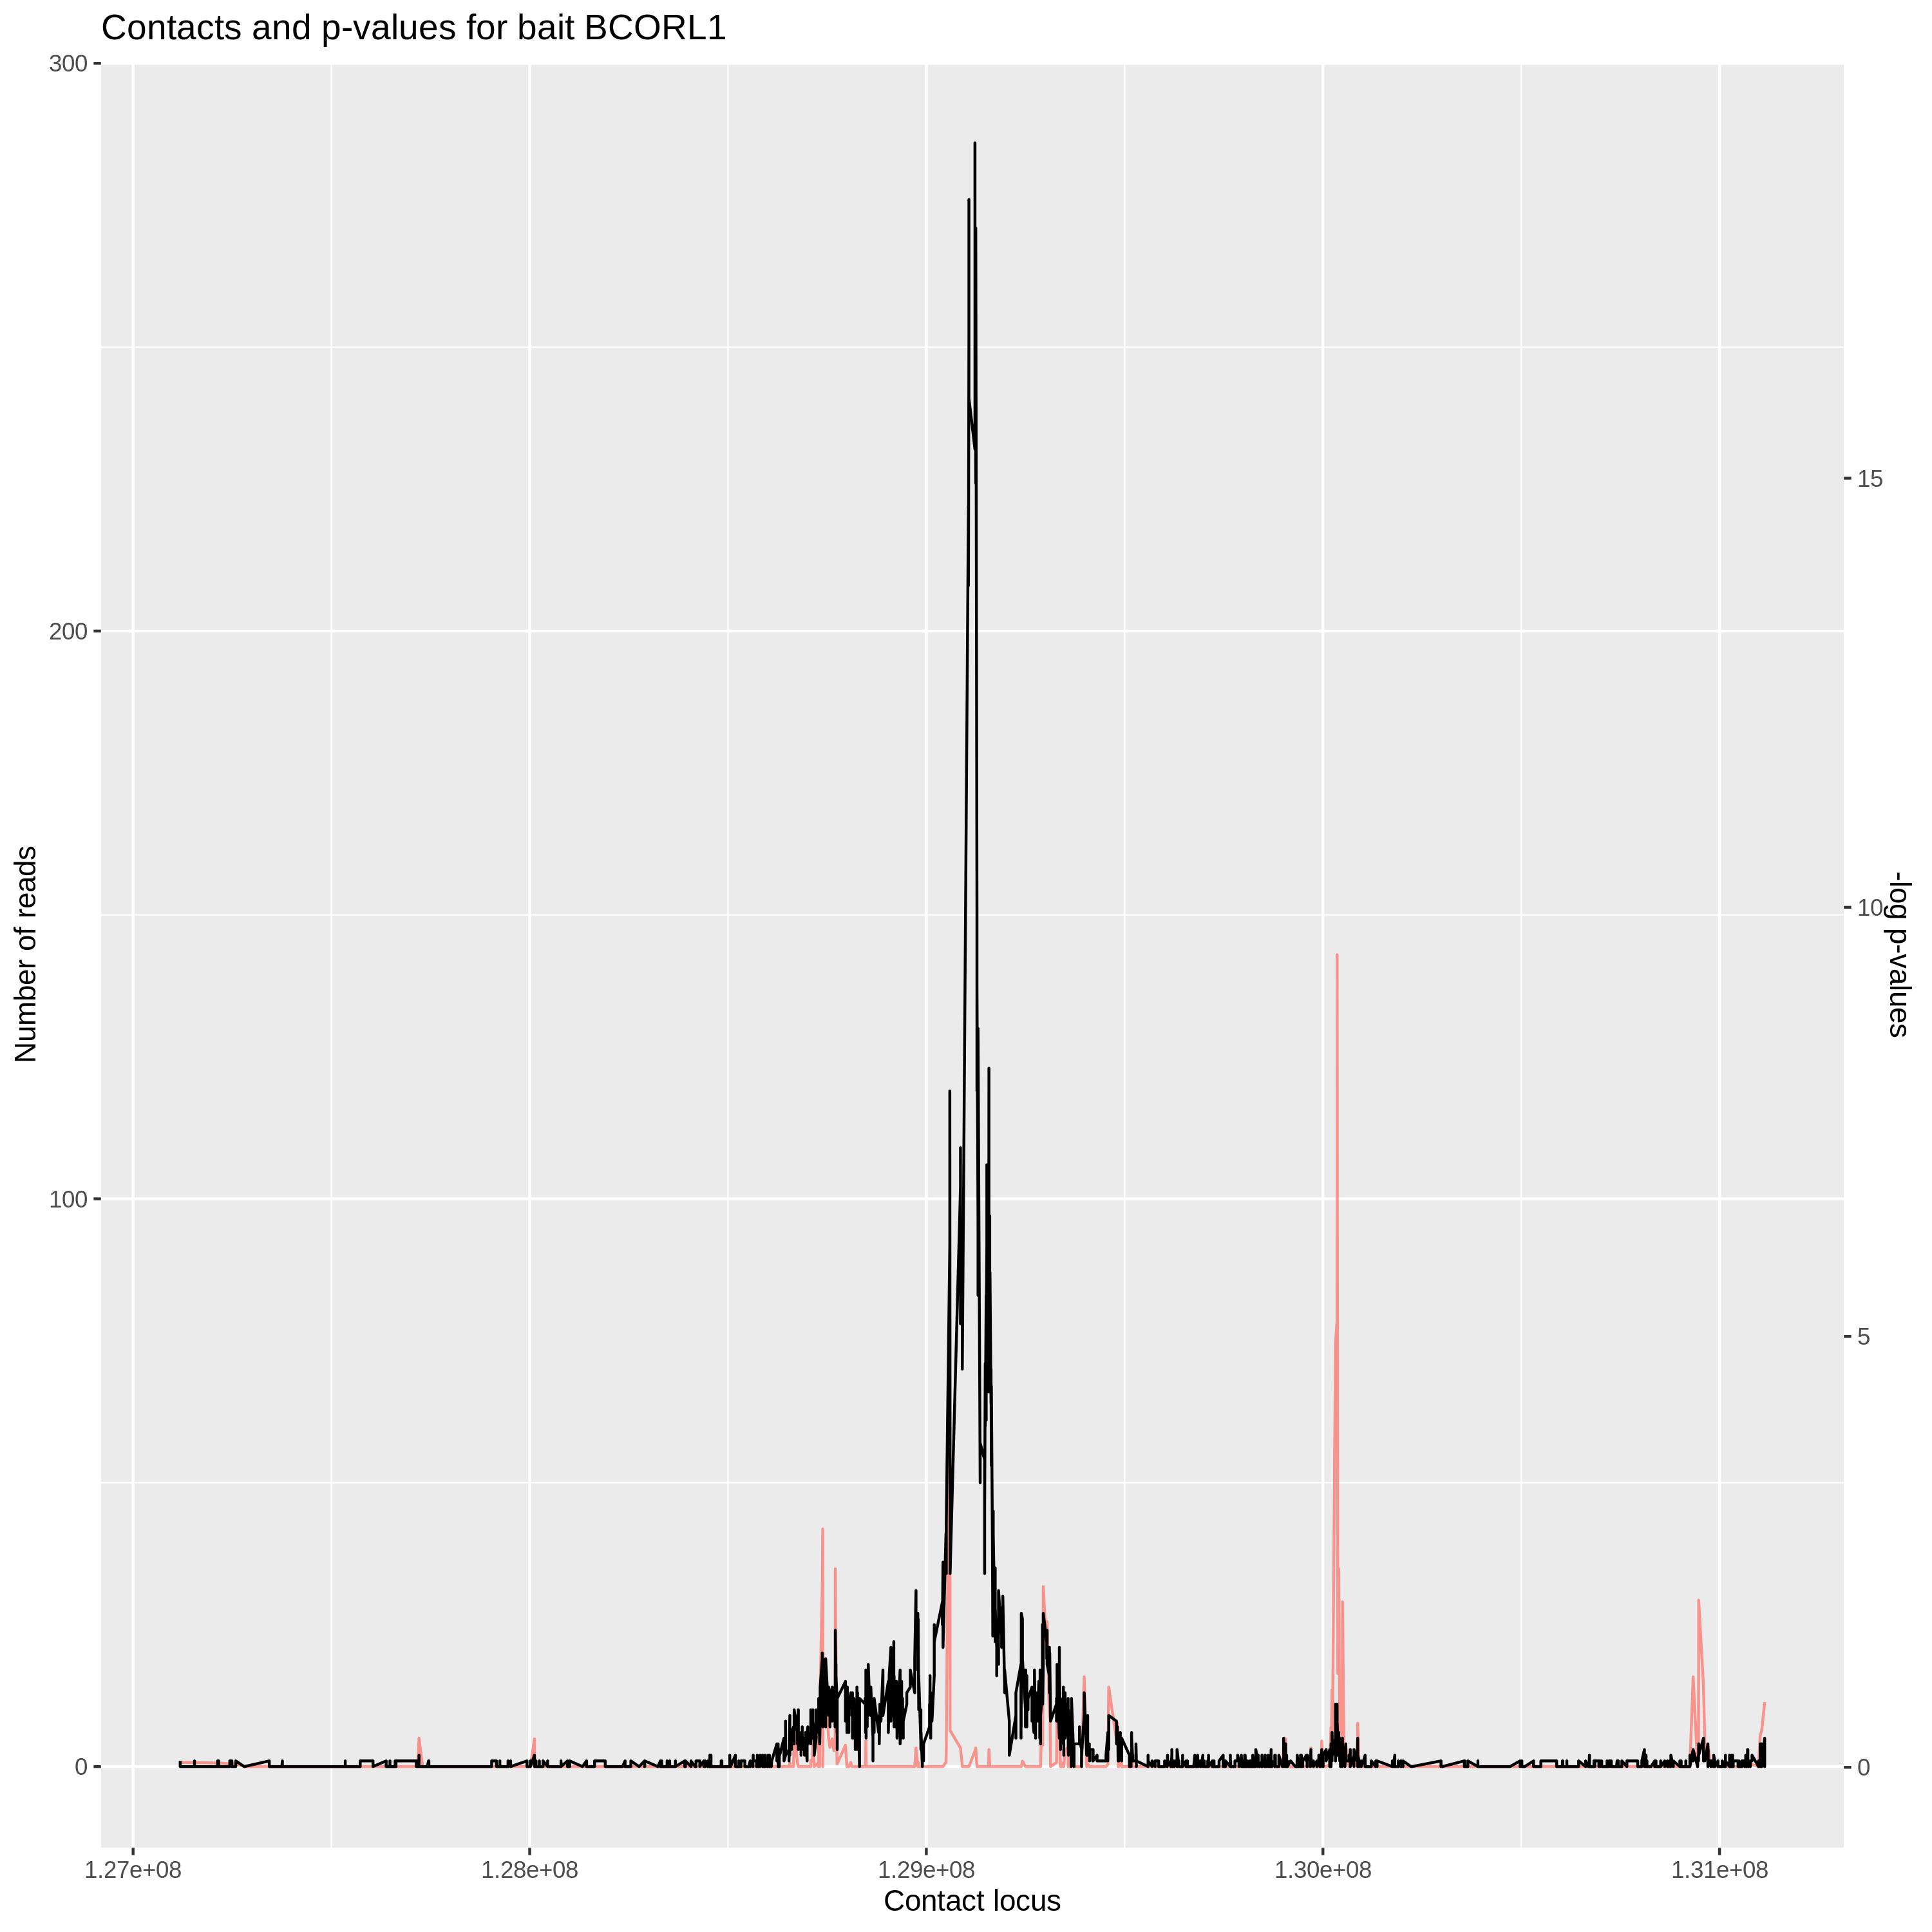 Contacts and p-values for bait BCORL1
300
200
100
0
Number of reads
15
10
5
0
-log p-values
1.27e+08 1.28e+08 1.29e+08 1.30e+08 1.31e+08
Contact locus